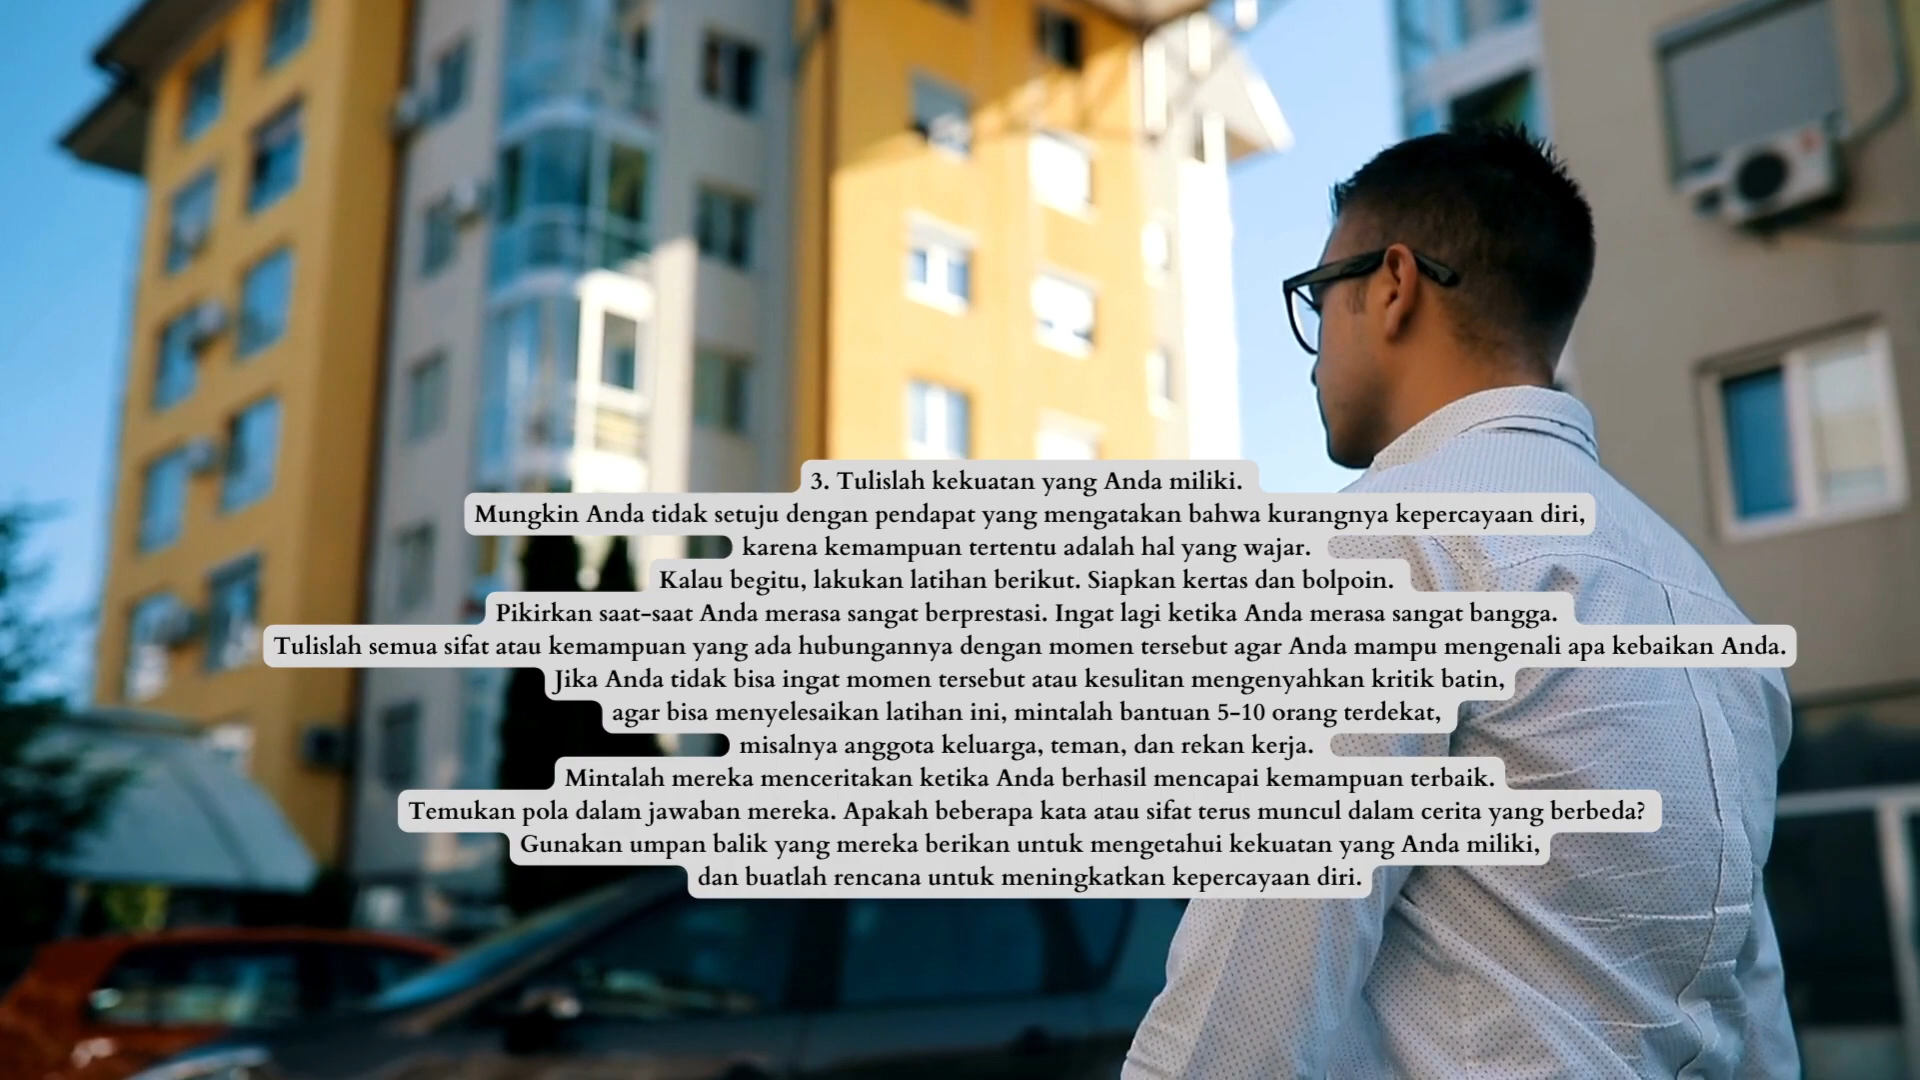 3. Tulislah kekuatan yang Anda miliki.
Mungkin Anda tidak setuju dengan pendapat yang mengatakan bahwa kurangnya kepercayaan diri,
karena kemampuan tertentu adalah hal yang wajar.
Kalau begitu, lakukan latihan berikut. Siapkan kertas dan bolpoin.
Pikirkan saat-saat Anda merasa sangat berprestasi. Ingat lagi ketika Anda merasa sangat bangga.
Tulislah semua sifat atau kemampuan yang ada hubungannya dengan momen tersebut agar Anda mampu mengenali apa kebaikan Anda.
Jika Anda tidak bisa ingat momen tersebut atau kesulitan mengenyahkan kritik batin,
agar bisa menyelesaikan latihan ini, mintalah bantuan 5-10 orang terdekat,
misalnya anggota keluarga, teman, dan rekan kerja.
Mintalah mereka menceritakan ketika Anda berhasil mencapai kemampuan terbaik.
Temukan pola dalam jawaban mereka. Apakah beberapa kata atau sifat terus muncul dalam cerita yang berbeda?
Gunakan umpan balik yang mereka berikan untuk mengetahui kekuatan yang Anda miliki,
dan buatlah rencana untuk meningkatkan kepercayaan diri.